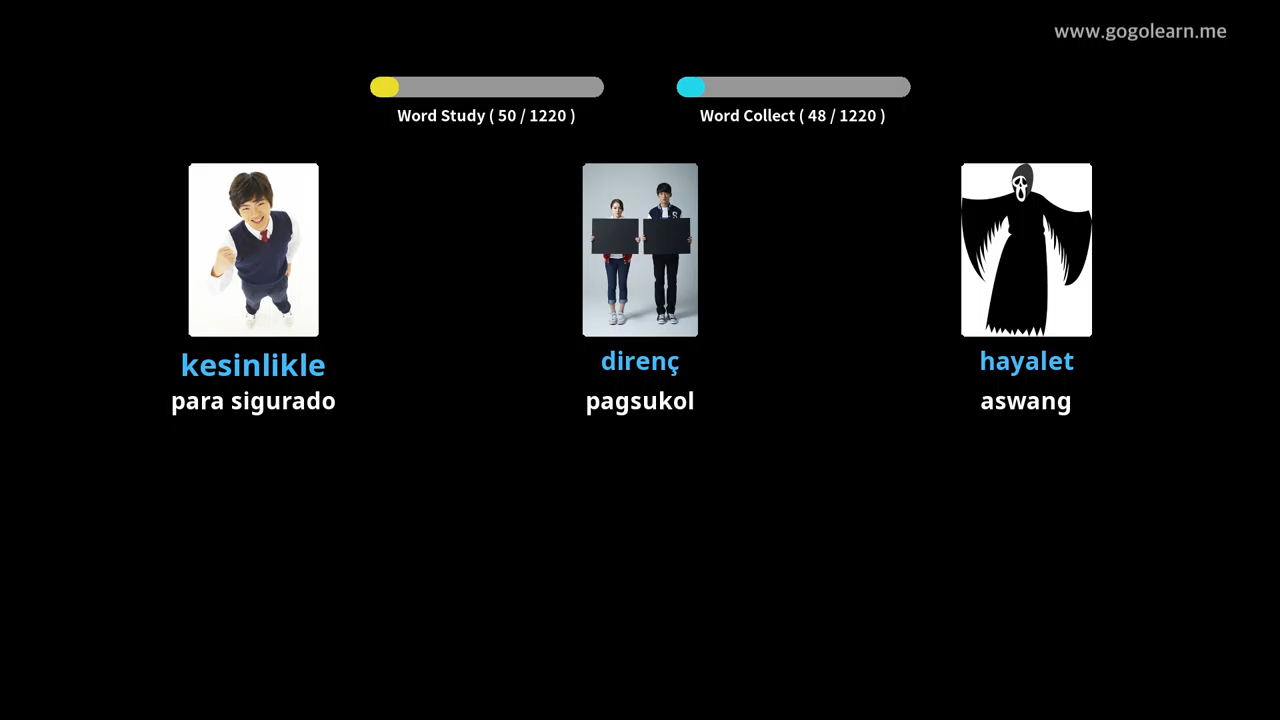 www.gogolearn.me
Word Study ( 50 / 1220 )
Word Collect ( 48 / 1220 )
kesinlikle
para sigurado
direnç
pagsukol
hayalet
aswang